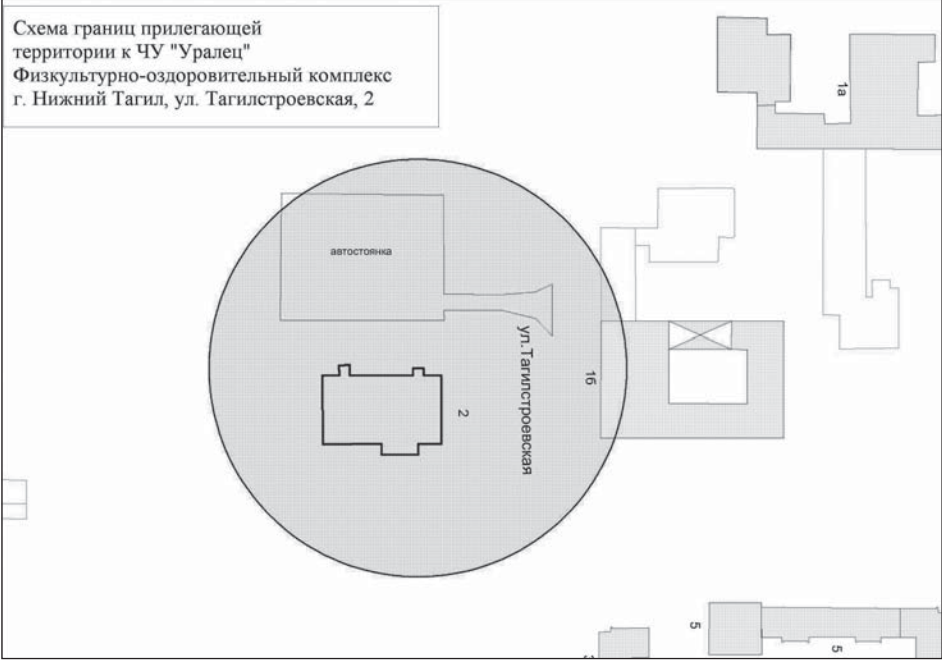 Схема границ прилегающей
территории к ЧУ "Уралец"
Физкультурно-оздоровительный комплекс
г. Нижний Тагил, ул. Тагилстроевская, 2
1а
автостоянка
ул.Тагилстроевская
1б
2
5
5